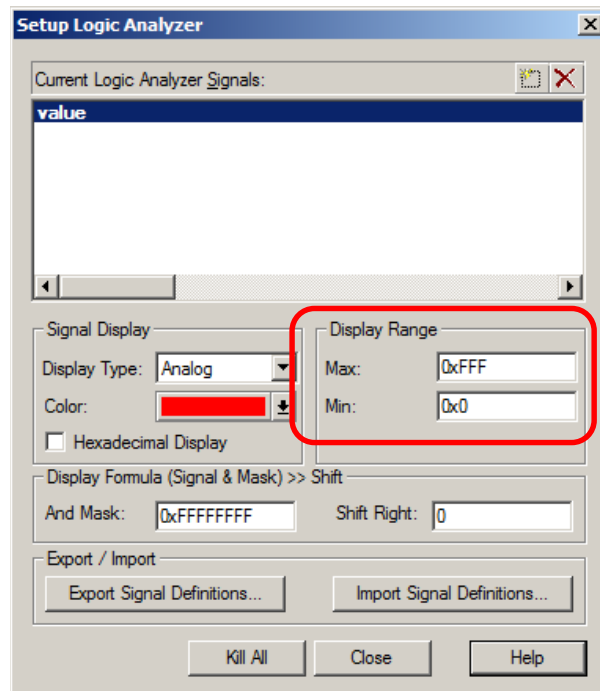 Setup Logic Analyzer
Current Logic Analyzer Signals:
value
Signal Display
Display Type: Analog
Color:
Hexadecimal Display
Display Range
Max: 0xFFF
Min: 0x0
Display Formula (Signal & Mask) >> Shift
And Mask: 0xFFFFFFFF Shift Right: 0
Export / Import
Export Signal Definitions... Import Signal Definitions...
Kill All Close Help